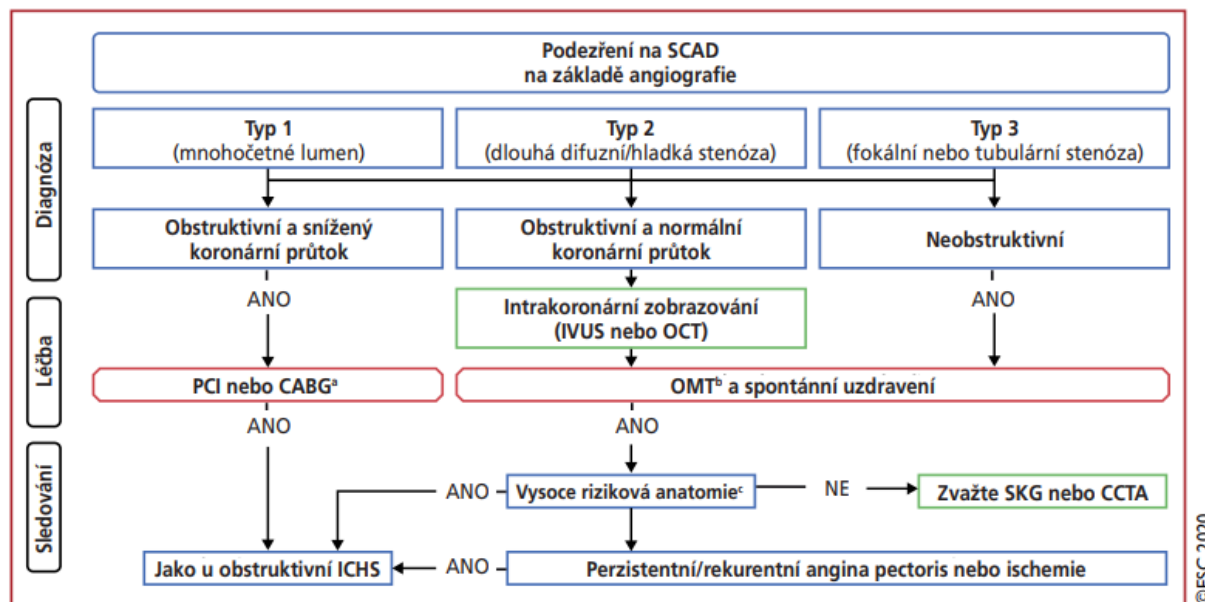 Podezření na SCAD
na základě angiografie
Diagnóza
Typ 1
(mnohočetné lumen)
Typ 2
(dlouhá difuzní/hladká stenóza)
Typ 3
(fokální nebo tubulární stenóza)
Obstruktivní a snížený
koronární průtok
Obstruktivní a normální
koronární průtok
Neobstruktivní
Léčba
ANO
Intrakoronární zobrazování
(IVUS nebo OCT)
ANO
PCI nebo CABGᵃ
OMTᵇ a spontánní uzdravení
ANO
ANO
Sledování
ANO
Vysoce riziková anatomieᶜ
NE
Zvažte SKG nebo CCTA
Jako u obstruktivní ICHS
ANO
Perzistentní/rekurentní angina pectoris nebo ischemie
©ESC 2020